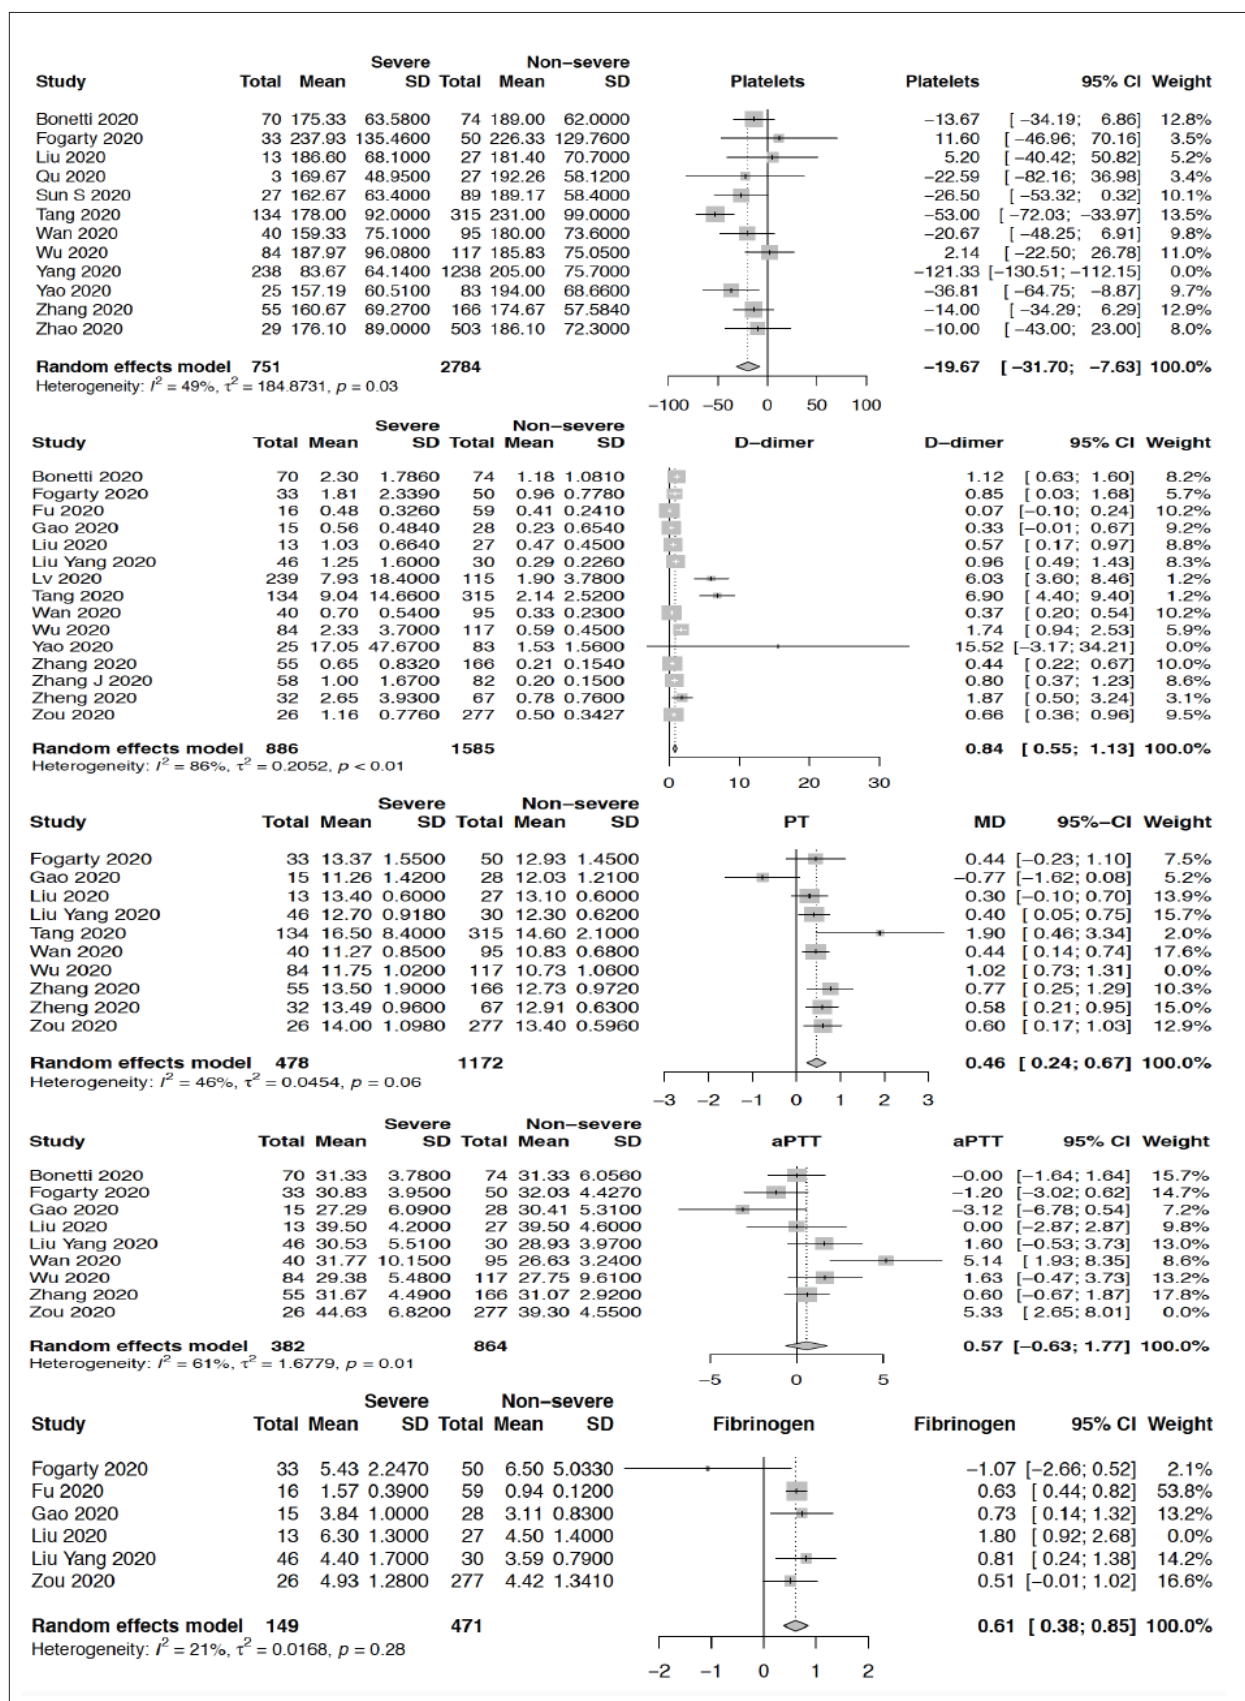 Severe Non−severe
Study Total Mean SD Total Mean SD Platelets Platelets 95% CI Weight
Bonetti 2020 70 175.33 63.5800 74 189.00 62.0000 −13.67 [ −34.19; 6.86] 12.8%
Fogarty 2020 33 237.93 135.4600 50 226.33 129.7600 11.60 [ −46.96; 70.16] 3.5%
Liu 2020 13 186.60 68.1000 27 181.40 70.7000 5.20 [ −40.42; 50.82] 5.2%
Qu 2020 3 169.67 48.9500 27 192.26 58.1200 −22.59 [ −82.16; 36.98] 3.4%
Sun S 2020 27 162.67 63.4000 89 189.17 58.4000 −26.50 [ −53.32; 0.32] 10.1%
Tang 2020 134 178.00 92.0000 315 231.00 99.0000 −53.00 [ −72.03; −33.97] 13.5%
Wan 2020 40 159.33 75.1000 95 180.00 73.6000 −20.67 [ −48.25; 6.91] 9.8%
Wu 2020 84 187.97 96.0800 117 185.83 75.0500 2.14 [ −22.50; 26.78] 11.0%
Yang 2020 238 83.67 64.1400 1238 205.00 75.7000 −121.33 [−130.51; −112.15] 0.0%
Yao 2020 25 157.19 60.5100 83 194.00 68.6600 −36.81 [ −64.75; −8.87] 9.7%
Zhang 2020 55 160.67 69.2700 166 174.67 57.5840 −14.00 [ −34.29; 6.29] 12.9%
Zhao 2020 29 176.10 89.0000 503 186.10 72.3000 −10.00 [ −43.00; 23.00] 8.0%
Random effects model 751 2784 −19.67 [ −31.70; −7.63] 100.0%
Heterogeneity: I² = 49%, τ² = 184.8731, p = 0.03
−100 −50 0 50 100
Severe Non−severe
Study Total Mean SD Total Mean SD D−dimer D−dimer 95% CI Weight
Bonetti 2020 70 2.30 1.7860 74 1.18 1.0810 1.12 [ 0.63; 1.60] 8.2%
Fogarty 2020 33 1.81 2.3390 50 0.96 0.7780 0.85 [ 0.03; 1.68] 5.7%
Fu 2020 16 0.48 0.3260 59 0.41 0.2410 0.07 [−0.10; 0.24] 10.2%
Gao 2020 15 0.56 0.4840 28 0.23 0.6540 0.33 [−0.01; 0.67] 9.2%
Liu 2020 13 1.03 0.6640 27 0.47 0.4500 0.57 [ 0.17; 0.97] 8.8%
Liu Yang 2020 46 1.25 1.6000 30 0.29 0.2260 0.96 [ 0.49; 1.43] 8.3%
Lv 2020 239 7.93 18.4000 115 1.90 3.7800 6.03 [ 3.60; 8.46] 1.2%
Tang 2020 134 9.04 14.6600 315 2.14 2.5200 6.90 [ 4.40; 9.40] 1.2%
Wan 2020 40 0.70 0.5400 95 0.33 0.2300 0.37 [ 0.20; 0.54] 10.2%
Wu 2020 84 2.33 3.7000 117 0.59 0.4500 1.74 [ 0.94; 2.53] 5.9%
Yao 2020 25 17.05 47.6700 83 1.53 1.5600 15.52 [−3.17; 34.21] 0.0%
Zhang 2020 55 0.65 0.8320 166 0.21 0.1540 0.44 [ 0.22; 0.67] 10.0%
Zhang J 2020 58 1.00 1.6700 82 0.20 0.1500 0.80 [ 0.37; 1.23] 8.6%
Zheng 2020 32 2.65 3.9300 67 0.78 0.7600 1.87 [ 0.50; 3.24] 3.1%
Zou 2020 26 1.16 0.7760 277 0.50 0.3427 0.66 [ 0.36; 0.96] 9.5%
Random effects model 886 1585 0.84 [ 0.55; 1.13] 100.0%
Heterogeneity: I² = 86%, τ² = 0.2052, p < 0.01
0 10 20 30
Severe Non−severe
Study Total Mean SD Total Mean SD PT MD 95%−CI Weight
Fogarty 2020 33 13.37 1.5500 50 12.93 1.4500 0.44 [−0.23; 1.10] 7.5%
Gao 2020 15 11.26 1.4200 28 12.03 1.2100 −0.77 [−1.62; 0.08] 5.2%
Liu 2020 13 13.40 0.6000 27 13.10 0.6000 0.30 [−0.10; 0.70] 13.9%
Liu Yang 2020 46 12.70 0.9180 30 12.30 0.6200 0.40 [ 0.05; 0.75] 15.7%
Tang 2020 134 16.50 8.4000 315 14.60 2.1000 1.90 [ 0.46; 3.34] 2.0%
Wan 2020 40 11.27 0.8500 95 10.83 0.6800 0.44 [ 0.14; 0.74] 17.6%
Wu 2020 84 11.75 1.0200 117 10.73 1.0600 1.02 [ 0.73; 1.31] 0.0%
Zhang 2020 55 13.50 1.9000 166 12.73 0.9720 0.77 [ 0.25; 1.29] 10.3%
Zheng 2020 32 13.49 0.9600 67 12.91 0.6300 0.58 [ 0.21; 0.95] 15.0%
Zou 2020 26 14.00 1.0980 277 13.40 0.5960 0.60 [ 0.17; 1.03] 12.9%
Random effects model 478 1172 0.46 [ 0.24; 0.67] 100.0%
Heterogeneity: I² = 46%, τ² = 0.0454, p = 0.06
−3 −2 −1 0 1 2 3
Severe Non−severe
Study Total Mean SD Total Mean SD aPTT aPTT 95% CI Weight
Bonetti 2020 70 31.33 3.7800 74 31.33 6.0560 −0.00 [−1.64; 1.64] 15.7%
Fogarty 2020 33 30.83 3.9500 50 32.03 4.4270 −1.20 [−3.02; 0.62] 14.7%
Gao 2020 15 27.29 6.0900 28 30.41 5.3100 −3.12 [−6.78; 0.54] 7.2%
Liu 2020 13 39.50 4.2000 27 39.50 4.6000 0.00 [−2.87; 2.87] 9.8%
Liu Yang 2020 46 30.53 5.5100 30 28.93 3.9700 1.60 [−0.53; 3.73] 13.0%
Wan 2020 40 31.77 10.1500 95 26.63 3.2400 5.14 [ 1.93; 8.35] 8.6%
Wu 2020 84 29.38 5.4800 117 27.75 9.6100 1.63 [−0.47; 3.73] 13.2%
Zhang 2020 55 31.67 4.4900 166 31.07 2.9200 0.60 [−0.67; 1.87] 17.8%
Zou 2020 26 44.63 6.8200 277 39.30 4.5500 5.33 [ 2.65; 8.01] 0.0%
Random effects model 382 864 0.57 [−0.63; 1.77] 100.0%
Heterogeneity: I² = 61%, τ² = 1.6779, p = 0.01
−5 0 5
Severe Non−severe
Study Total Mean SD Total Mean SD Fibrinogen Fibrinogen 95% CI Weight
Fogarty 2020 33 5.43 2.2470 50 6.50 5.0330 −1.07 [−2.66; 0.52] 2.1%
Fu 2020 16 1.57 0.3900 59 0.94 0.1200 0.63 [ 0.44; 0.82] 53.8%
Gao 2020 15 3.84 1.0000 28 3.11 0.8300 0.73 [ 0.14; 1.32] 13.2%
Liu 2020 13 6.30 1.3000 27 4.50 1.4000 1.80 [ 0.92; 2.68] 0.0%
Liu Yang 2020 46 4.40 1.7000 30 3.59 0.7900 0.81 [ 0.24; 1.38] 14.2%
Zou 2020 26 4.93 1.2800 277 4.42 1.3410 0.51 [−0.01; 1.02] 16.6%
Random effects model 149 471 0.61 [ 0.38; 0.85] 100.0%
Heterogeneity: I² = 21%, τ² = 0.0168, p = 0.28
−2 −1 0 1 2